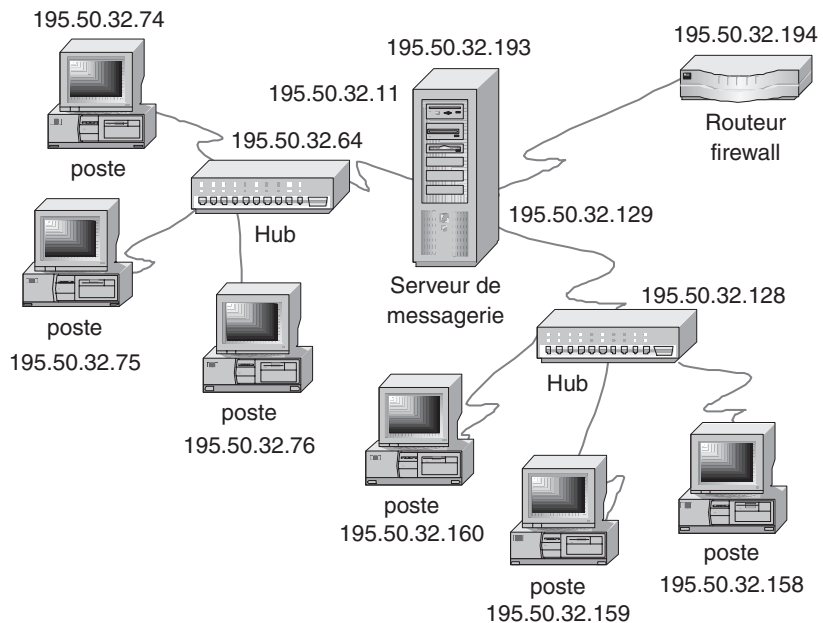 195.50.32.74
195.50.32.193
195.50.32.194
195.50.32.11
195.50.32.64
poste
Routeur
firewall
195.50.32.129
Hub
Serveur de
messagerie
195.50.32.128
poste
195.50.32.75
Hub
poste
195.50.32.76
poste
195.50.32.160
poste
195.50.32.158
poste
195.50.32.159